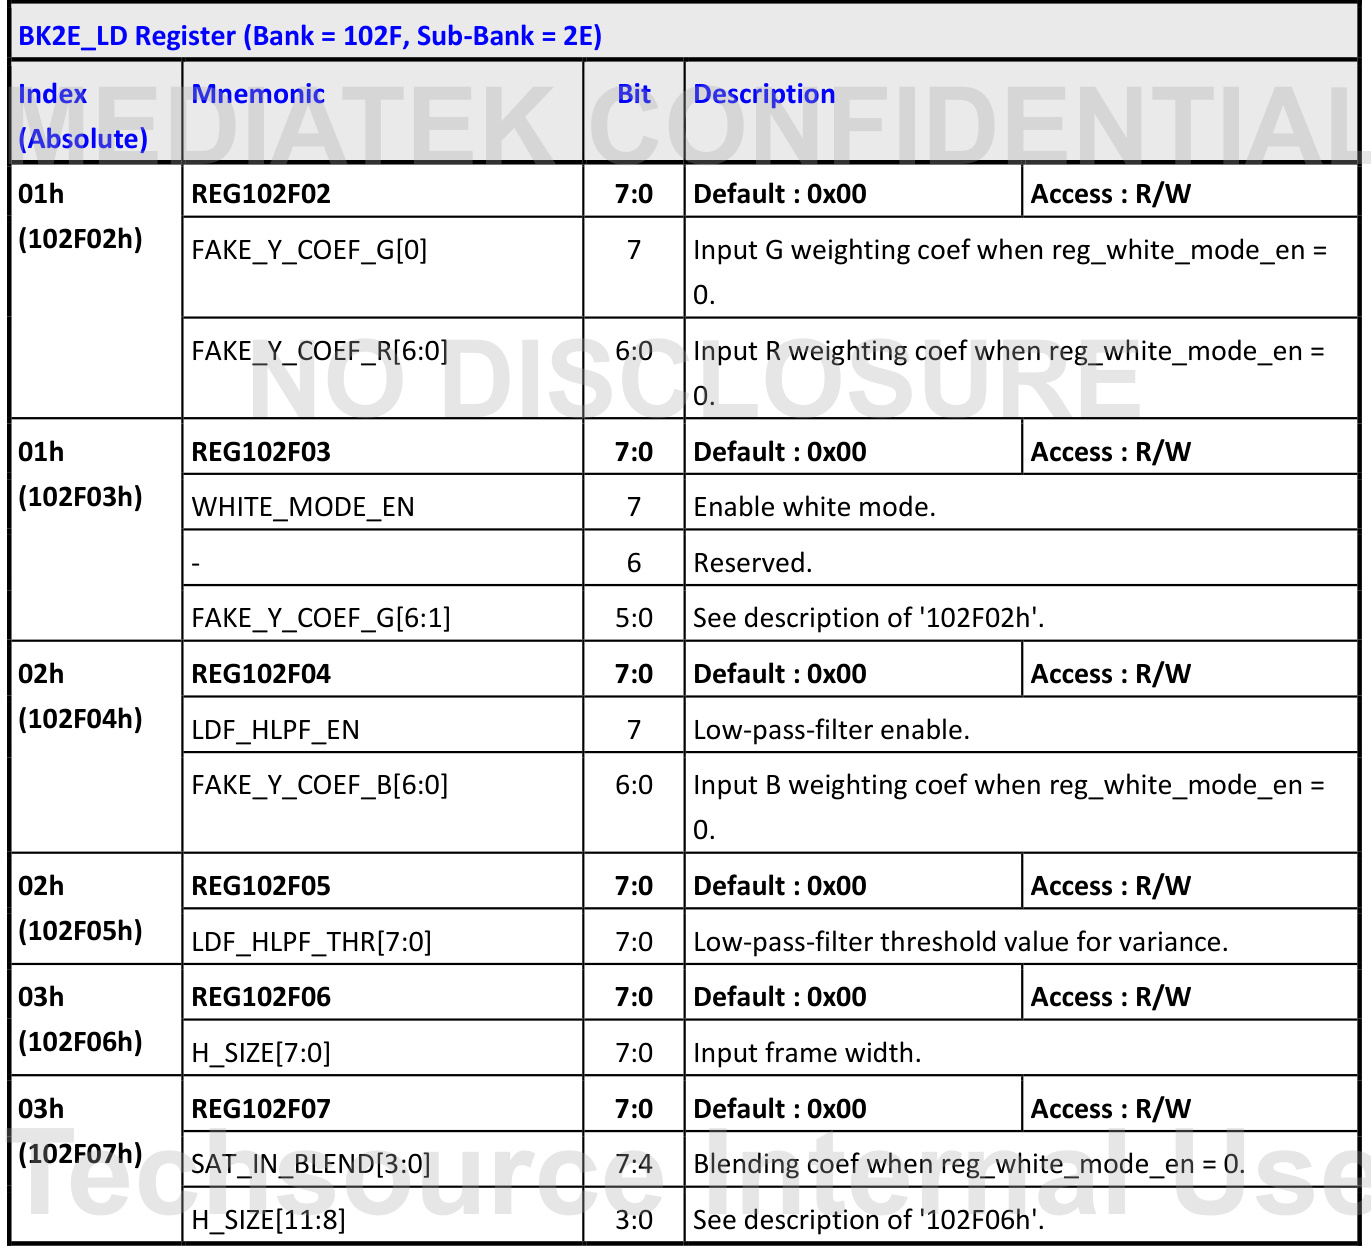 BK2E_LD Register (Bank = 102F, Sub-Bank = 2E)
Index Mnemonic Bit Description
(Absolute)
MEDIATEK CONFIDENTIAL
01h REG102F02 7:0 Default : 0x00 Access : R/W
(102F02h) FAKE_Y_COEF_G[0] 7 Input G weighting coef when reg_white_mode_en =
0.
FAKE_Y_COEF_R[6:0] 6:0 Input R weighting coef when reg_white_mode_en =
0.
NO DISCLOSURE
01h REG102F03 7:0 Default : 0x00 Access : R/W
(102F03h) WHITE_MODE_EN 7 Enable white mode.
- 6 Reserved.
FAKE_Y_COEF_G[6:1] 5:0 See description of '102F02h'.
02h REG102F04 7:0 Default : 0x00 Access : R/W
(102F04h) LDF_HLPF_EN 7 Low-pass-filter enable.
FAKE_Y_COEF_B[6:0] 6:0 Input B weighting coef when reg_white_mode_en =
0.
02h REG102F05 7:0 Default : 0x00 Access : R/W
(102F05h) LDF_HLPF_THR[7:0] 7:0 Low-pass-filter threshold value for variance.
03h REG102F06 7:0 Default : 0x00 Access : R/W
(102F06h) H_SIZE[7:0] 7:0 Input frame width.
03h REG102F07 7:0 Default : 0x00 Access : R/W
(102F07h) SAT_IN_BLEND[3:0] 7:4 Blending coef when reg_white_mode_en = 0.
Techsource Internal Use
H_SIZE[11:8] 3:0 See description of '102F06h'.